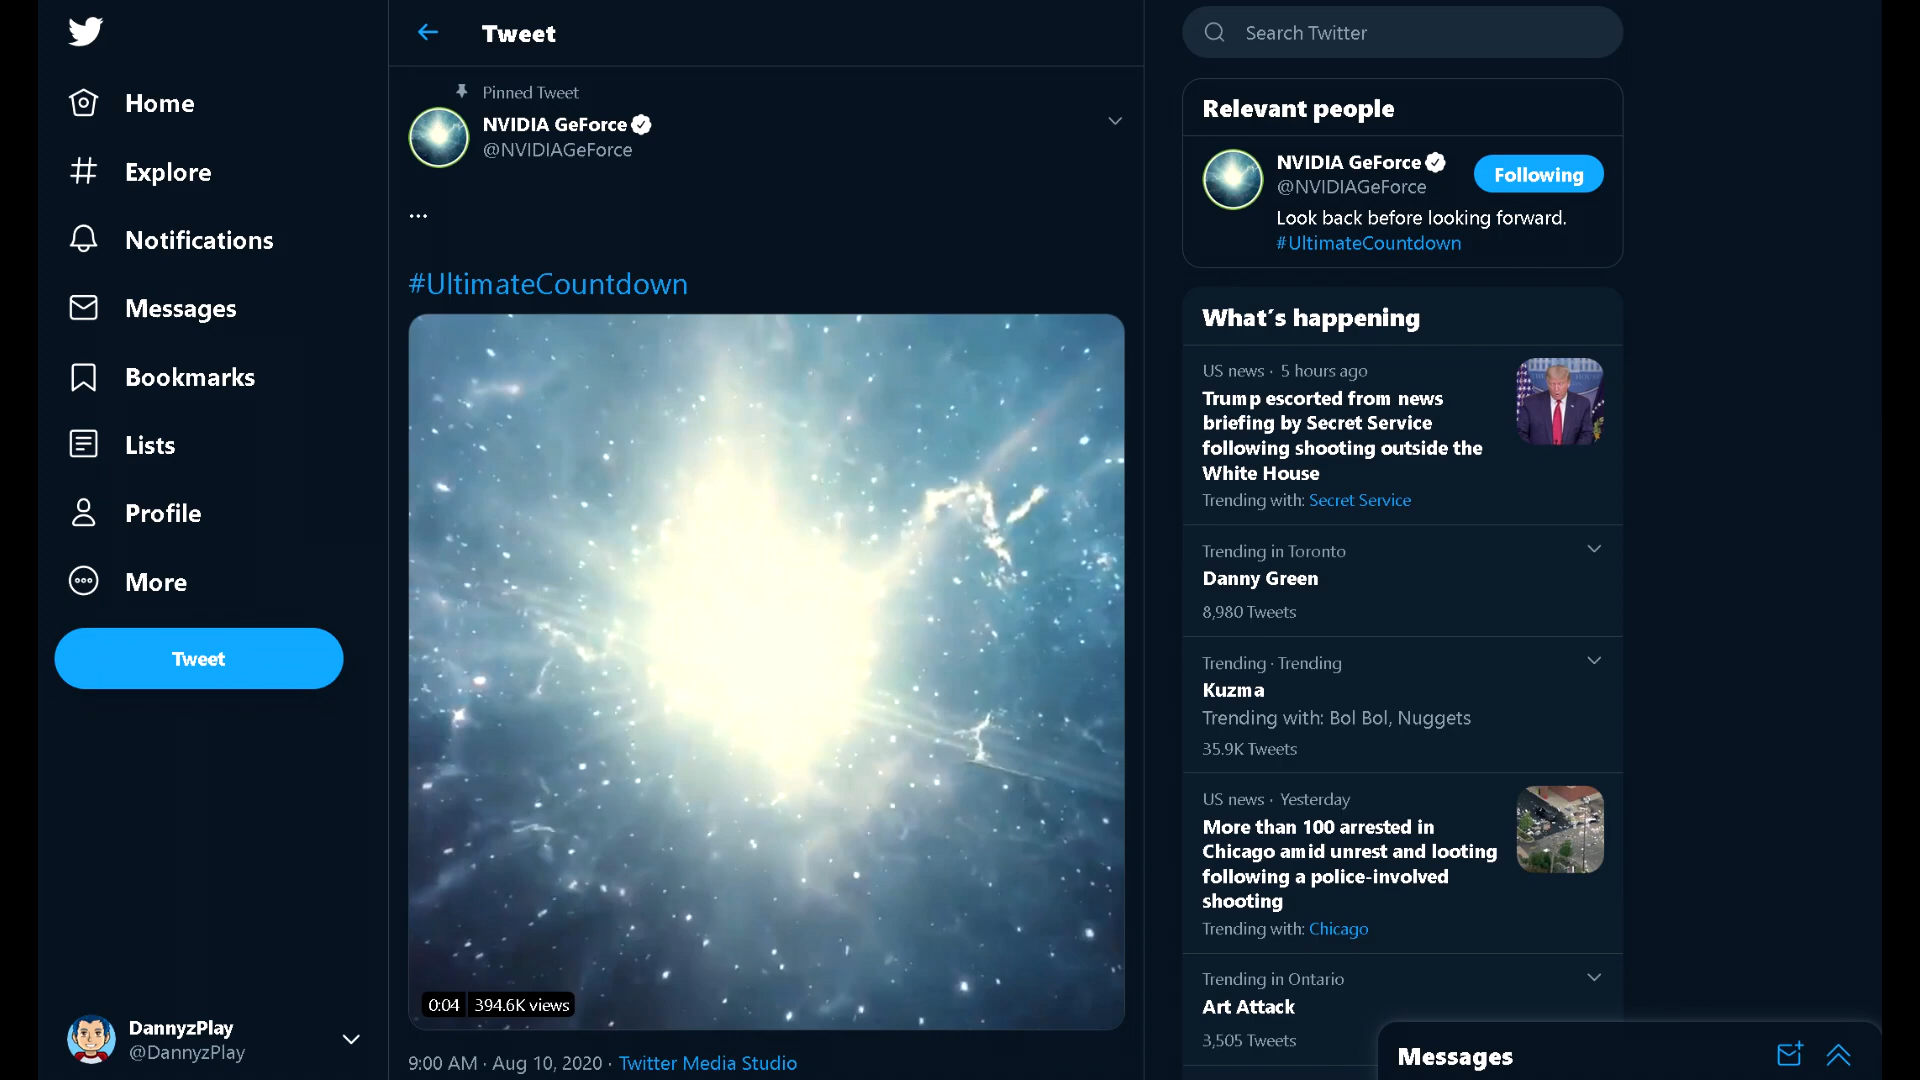 Home
Explore
Notifications
Messages
Bookmarks
Lists
Profile
More
Tweet
DannyzPlay
@DannyzPlay
Tweet
Pinned Tweet
NVIDIA GeForce
@NVIDIAGeForce
...
#UltimateCountdown
0:04 394.6K views
9:00 AM · Aug 10, 2020 · Twitter Media Studio
Search Twitter
Relevant people
NVIDIA GeForce
@NVIDIAGeForce
Following
Look back before looking forward.
#UltimateCountdown
What's happening
US news · 5 hours ago
Trump escorted from news
briefing by Secret Service
following shooting outside the
White House
Trending with: Secret Service
Trending in Toronto
Danny Green
8,980 Tweets
Trending · Trending
Kuzma
Trending with: Bol Bol, Nuggets
35.9K Tweets
US news · Yesterday
More than 100 arrested in
Chicago amid unrest and looting
following a police-involved
shooting
Trending with: Chicago
Trending in Ontario
Art Attack
3,505 Tweets
Messages